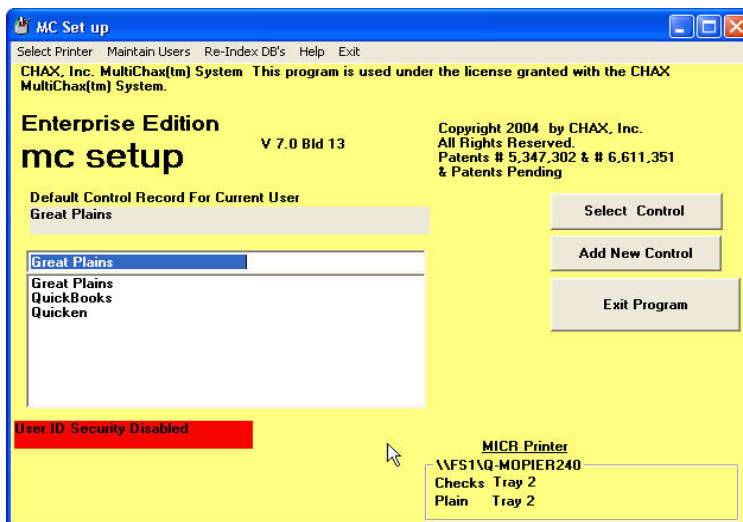 MC Set up
Select Printer Maintain Users Re-Index DB's Help Exit
CHAX, Inc. MultiChax(tm) System This program is used under the license granted with the CHAX
MultiChax(tm) System.
Enterprise Edition
mc setup
V 7.0 Bld 13
Copyright 2004 by CHAX, Inc.
All Rights Reserved.
Patents # 5,347,302 & # 6,611,351
& Patents Pending
Default Control Record For Current User
Great Plains
Select Control
Add New Control
Exit Program
Great Plains
Great Plains
QuickBooks
Quicken
User ID Security Disabled
MICR Printer
\\FS1\Q-MOPIER240
Checks Tray 2
Plain Tray 2